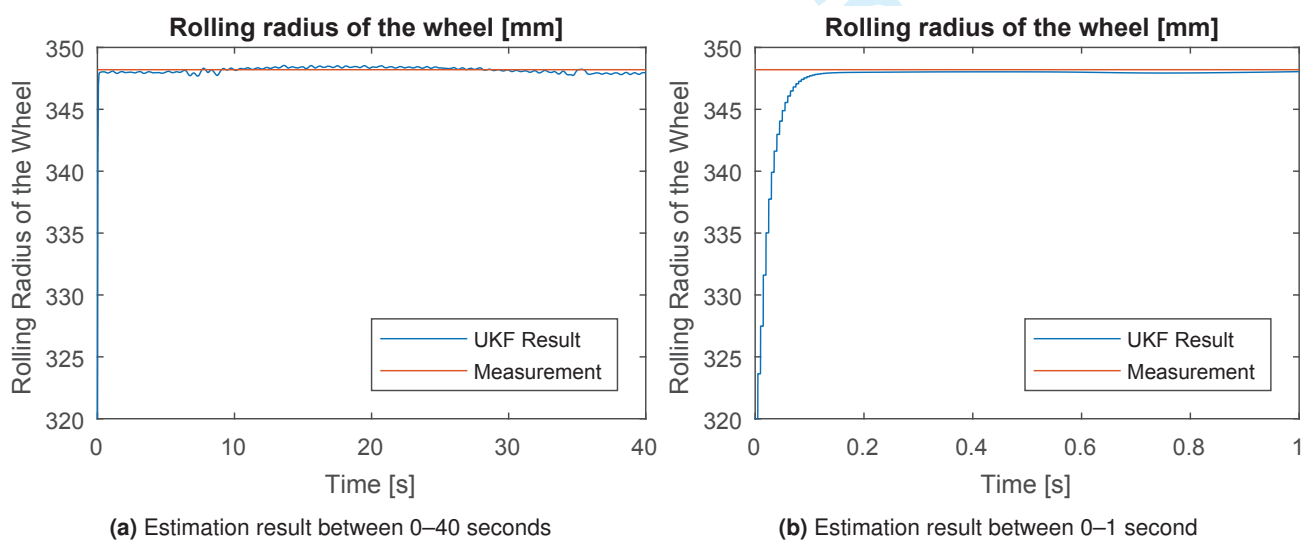 Rolling radius of the wheel [mm]
350
345
340
335
330
325
320
Rolling Radius of the Wheel
UKF Result
Measurement
0
10
20
30
40
Time [s]
(a) Estimation result between 0–40 seconds
Rolling radius of the wheel [mm]
350
345
340
335
330
325
320
Rolling Radius of the Wheel
UKF Result
Measurement
0
0.2
0.4
0.6
0.8
1
Time [s]
(b) Estimation result between 0–1 second